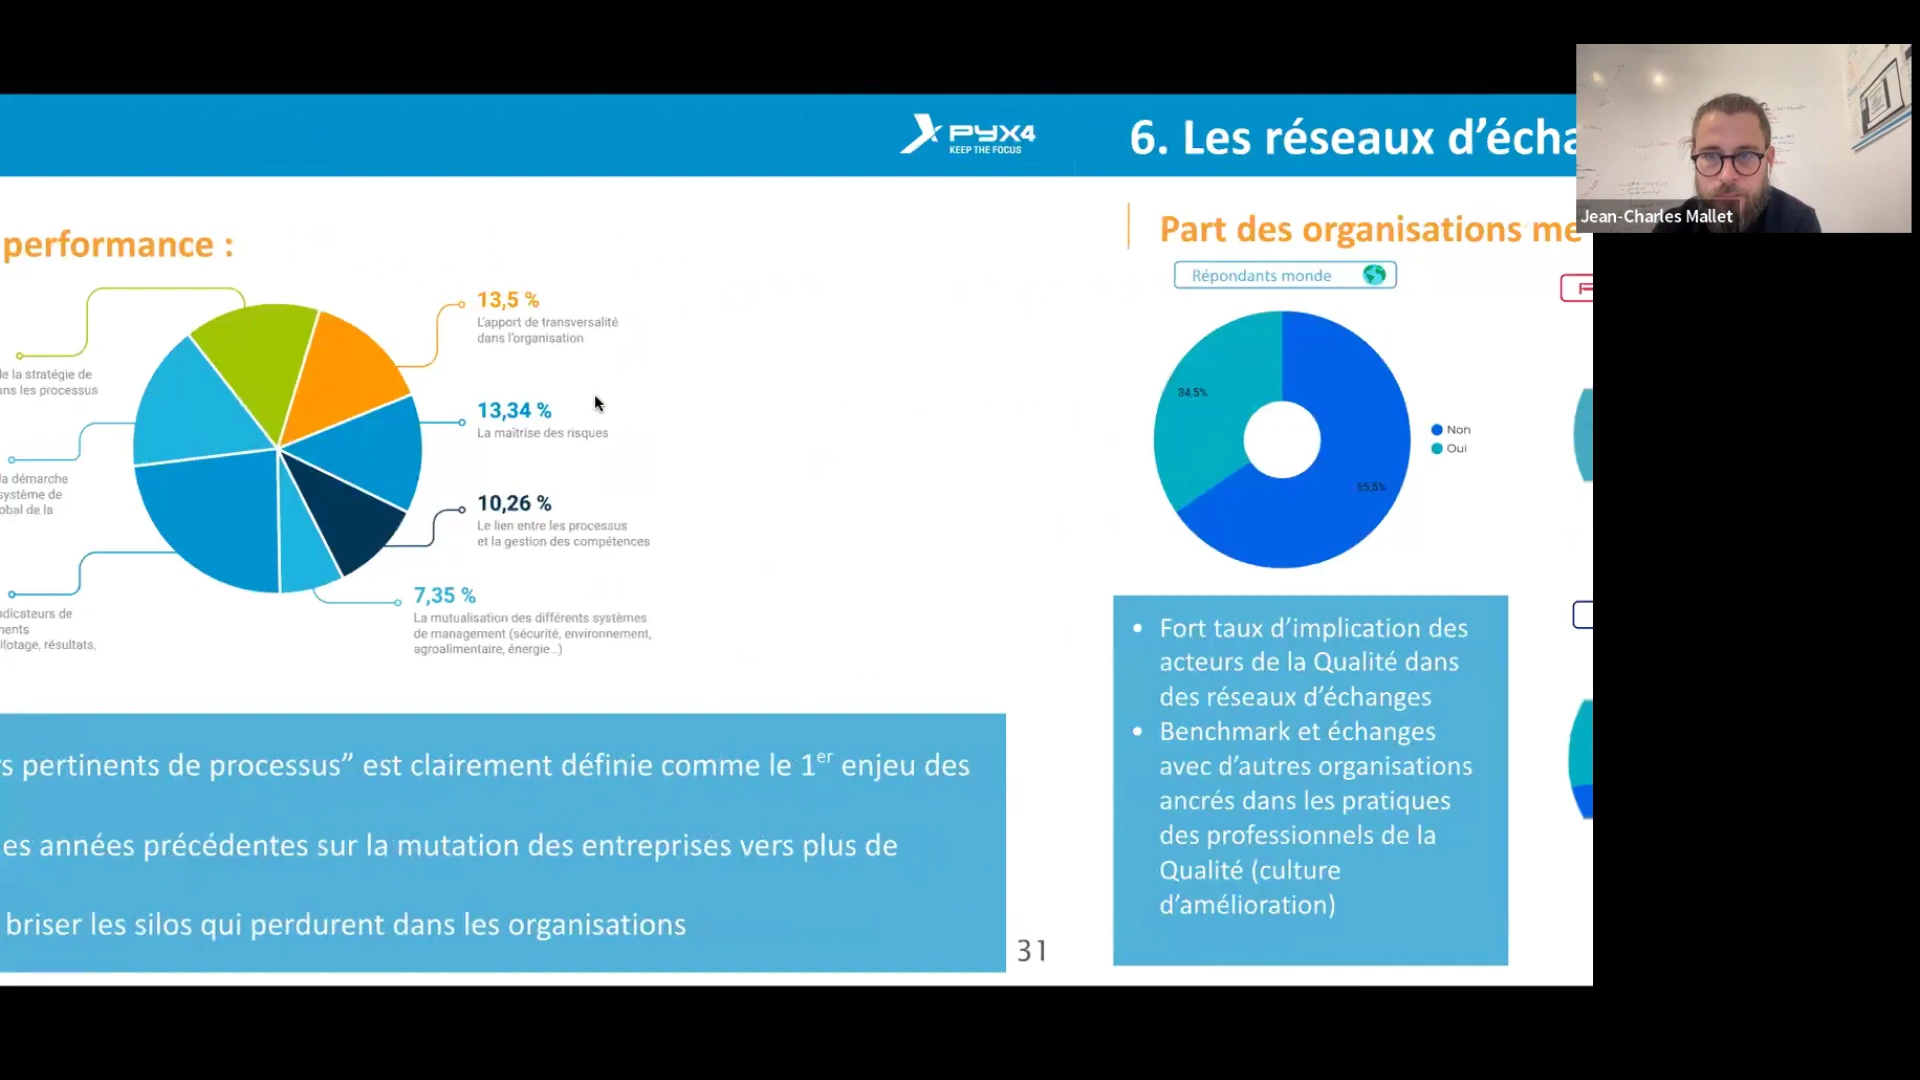 PYX4
KEEP THE FOCUS
performance :
de la stratégie de
ans les processus
la démarche
système de
obal de la
ndicateurs de
ments
ilotage, résultats,
13,5 %
L'apport de transversalité
dans l'organisation
13,34 %
La maîtrise des risques
10,26 %
Le lien entre les processus
et la gestion des compétences
7,35 %
La mutualisation des différents systèmes
de management (sécurité, environnement,
agroalimentaire, énergie...)
s pertinents de processus” est clairement définie comme le 1er enjeu des
es années précédentes sur la mutation des entreprises vers plus de
briser les silos qui perdurent dans les organisations
31
6. Les réseaux d’écha
Part des organisations me
Répondants monde
34,5%
65,5%
Non
Oui
• Fort taux d’implication des
acteurs de la Qualité dans
des réseaux d’échanges
• Benchmark et échanges
avec d’autres organisations
ancrés dans les pratiques
des professionnels de la
Qualité (culture
d’amélioration)
Jean-Charles Mallet